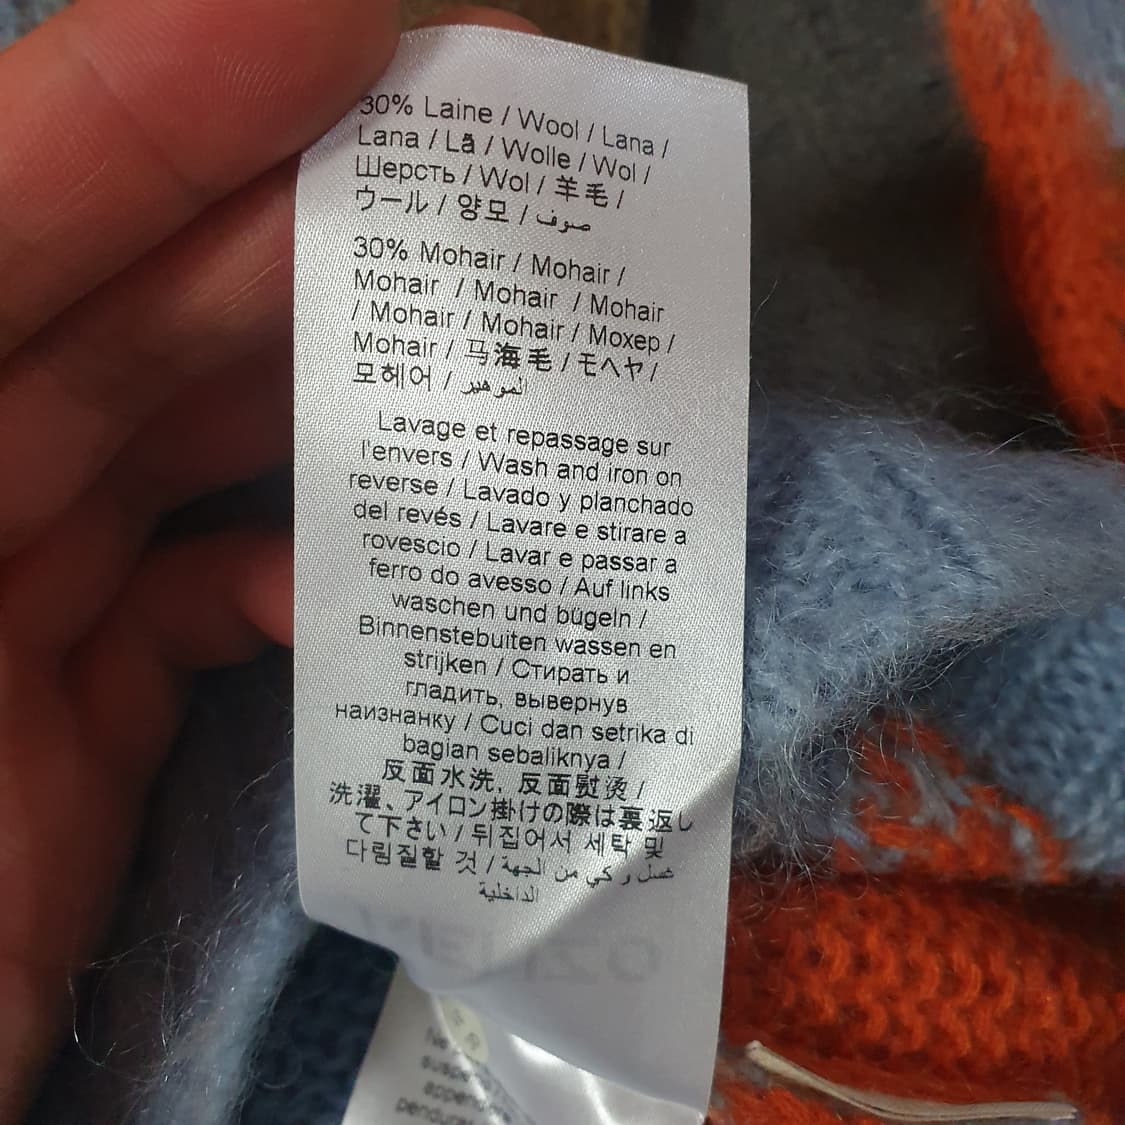 30% Laine / Wool / Lana /
Lana / Lã / Wolle / Wol /
Шерсть / Wol / 羊毛 /
ウール / 양모 / صوف
30% Mohair / Mohair /
Mohair / Mohair / Mohair
/ Mohair / Mohair / Мохер /
Mohair / 马海毛 / モヘヤ /
모헤어 / الموهير
Lavage et repassage sur
l'envers / Wash and iron on
reverse / Lavado y planchado
del revés / Lavare e stirare a
rovescio / Lavar e passar a
ferro do avesso / Auf links
waschen und bügeln /
Binnenstebuiten wassen en
strijken / Стирать и
гладить, вывернув
наизнанку / Cuci dan setrika di
bagian sebaliknya /
反面水洗, 反面熨烫 /
洗濯、アイロン掛けの際は裏返し
て下さい / 뒤집어서 세탁 및
다림질할 것 / غسل و كي من الجهة
الداخلية